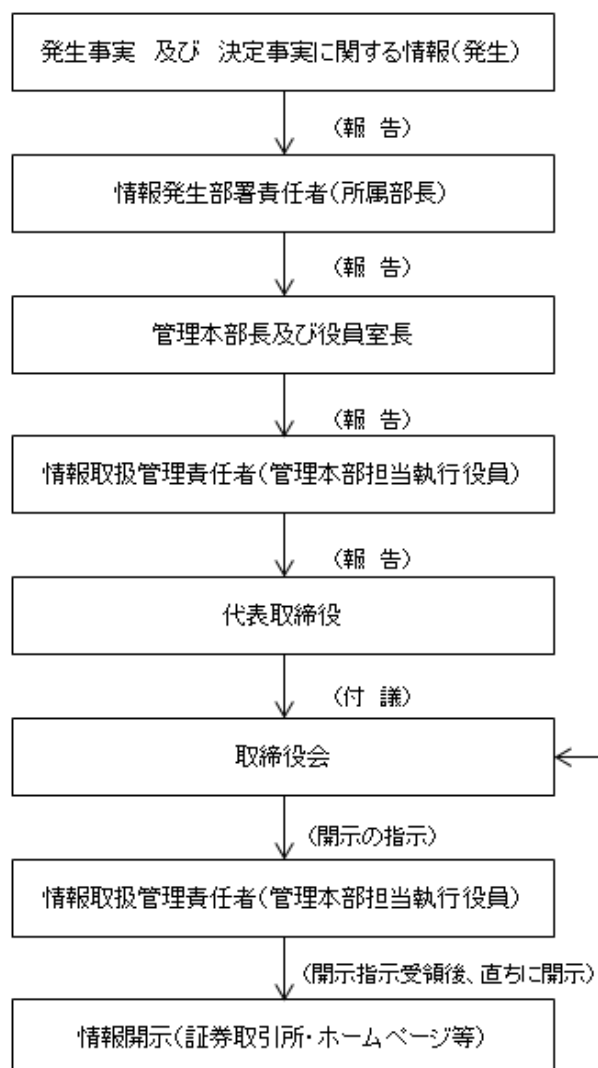 発生事実　及び　決定事実に関する情報(発生)
(報　告)
情報発生部署責任者(所属部長)
(報　告)
管理本部長及び役員室長
(報　告)
情報取扱管理責任者(管理本部担当執行役員)
(報　告)
代表取締役
(付　議)
取締役会
(開示の指示)
情報取扱管理責任者(管理本部担当執行役員)
(開示指示受領後、直ちに開示)
情報開示(証券取引所・ホームページ等)